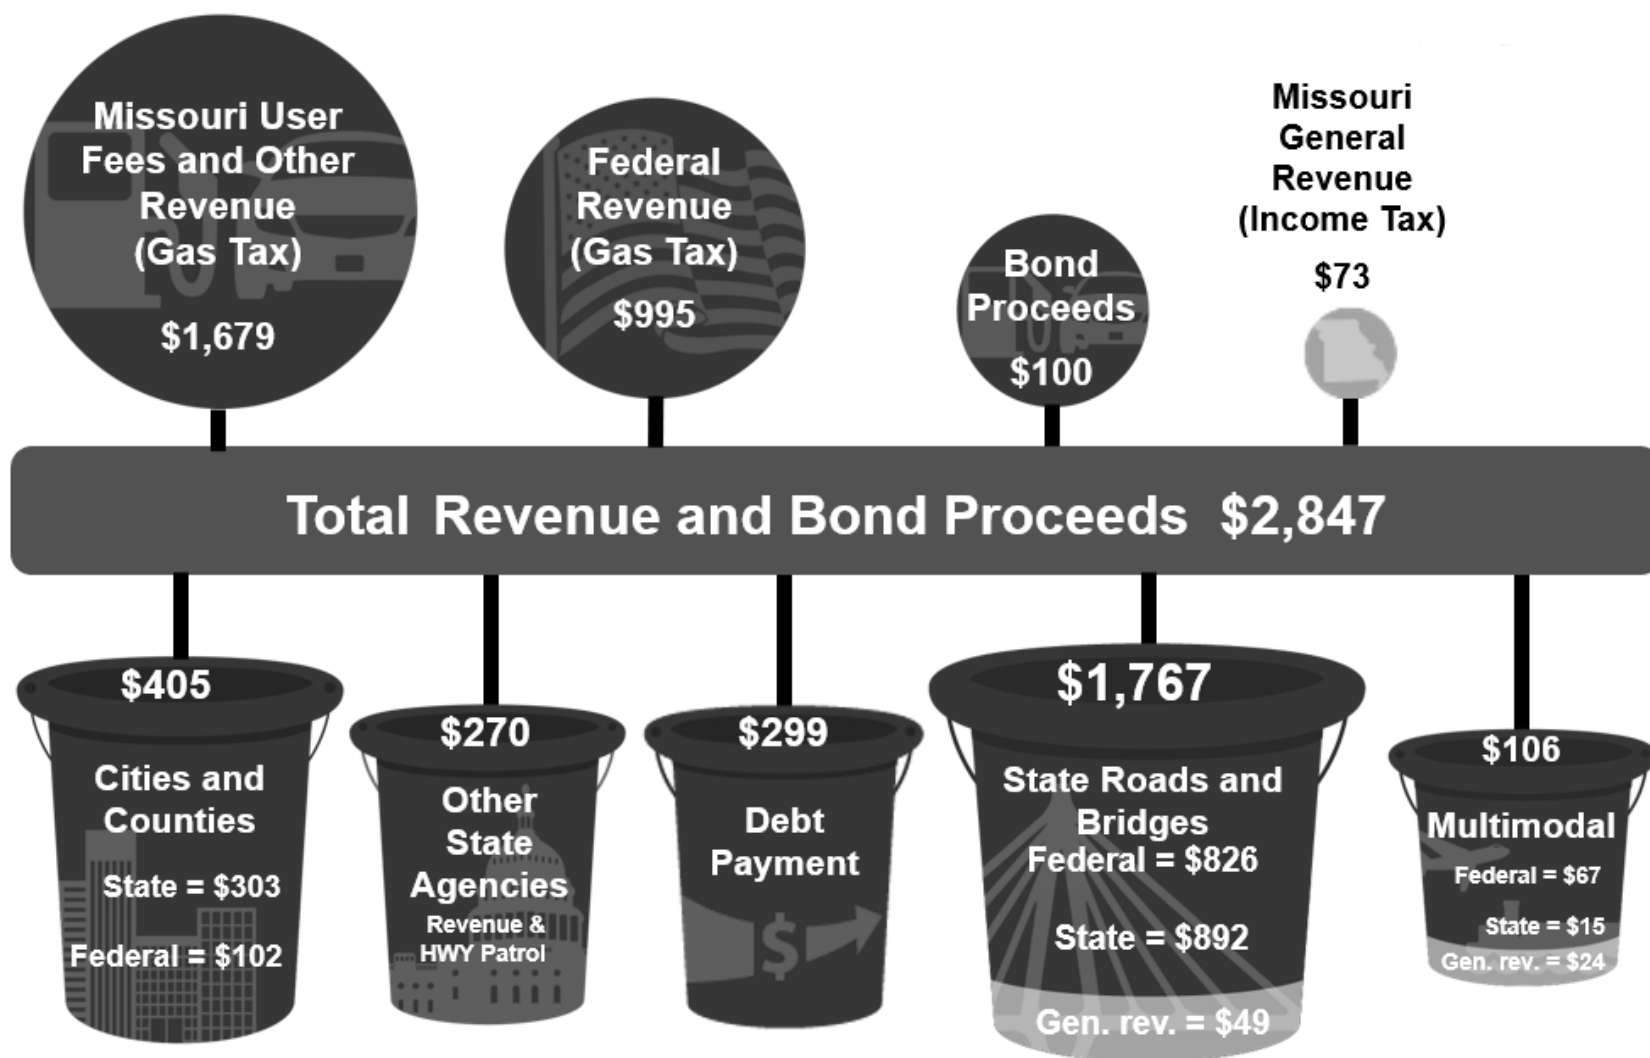 Missouri User
Fees and Other
Revenue
(Gas Tax)
$1,679
Federal
Revenue
(Gas Tax)
$995
Bond
Proceeds
$100
Missouri
General
Revenue
(Income Tax)
$73
Total Revenue and Bond Proceeds $2,847
$405
Cities and
Counties
State = $303
Federal = $102
$270
Other
State
Agencies
Revenue &
HWY Patrol
$299
Debt
Payment
$
$1,767
State Roads and
Bridges
Federal = $826
State = $892
Gen. rev. = $49
$106
Multimodal
Federal = $67
State = $15
Gen. rev. = $24